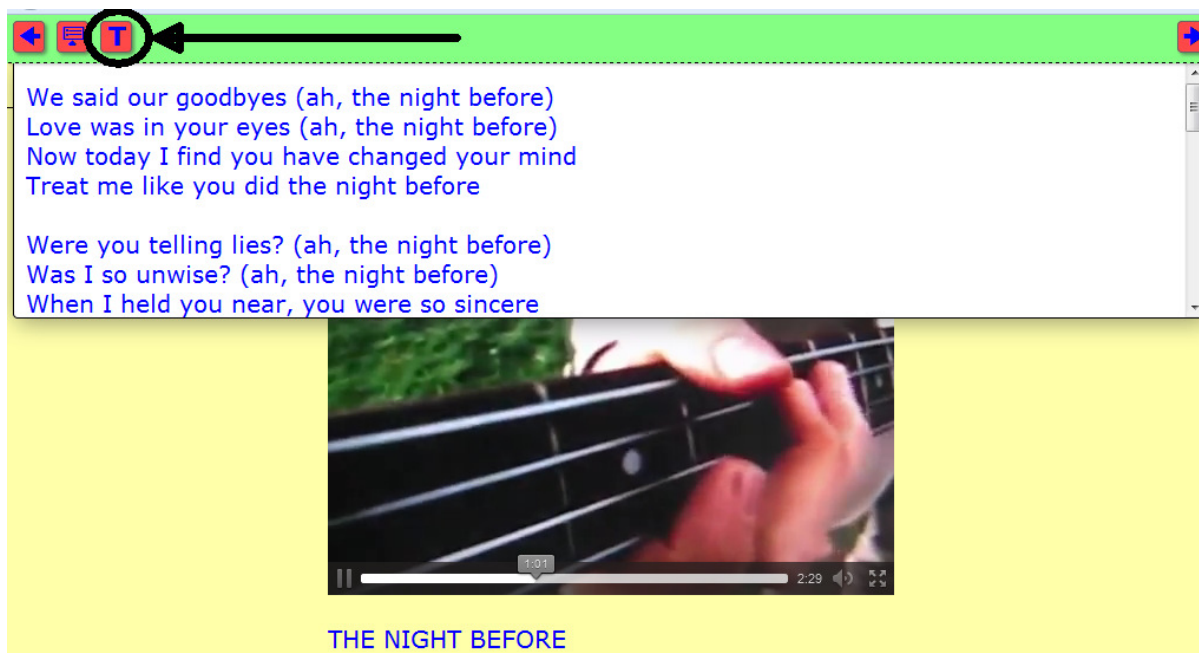 T
We said our goodbyes (ah, the night before)
Love was in your eyes (ah, the night before)
Now today I find you have changed your mind
Treat me like you did the night before
Were you telling lies? (ah, the night before)
Was I so unwise? (ah, the night before)
When I held you near, you were so sincere
1:01
2:29
THE NIGHT BEFORE